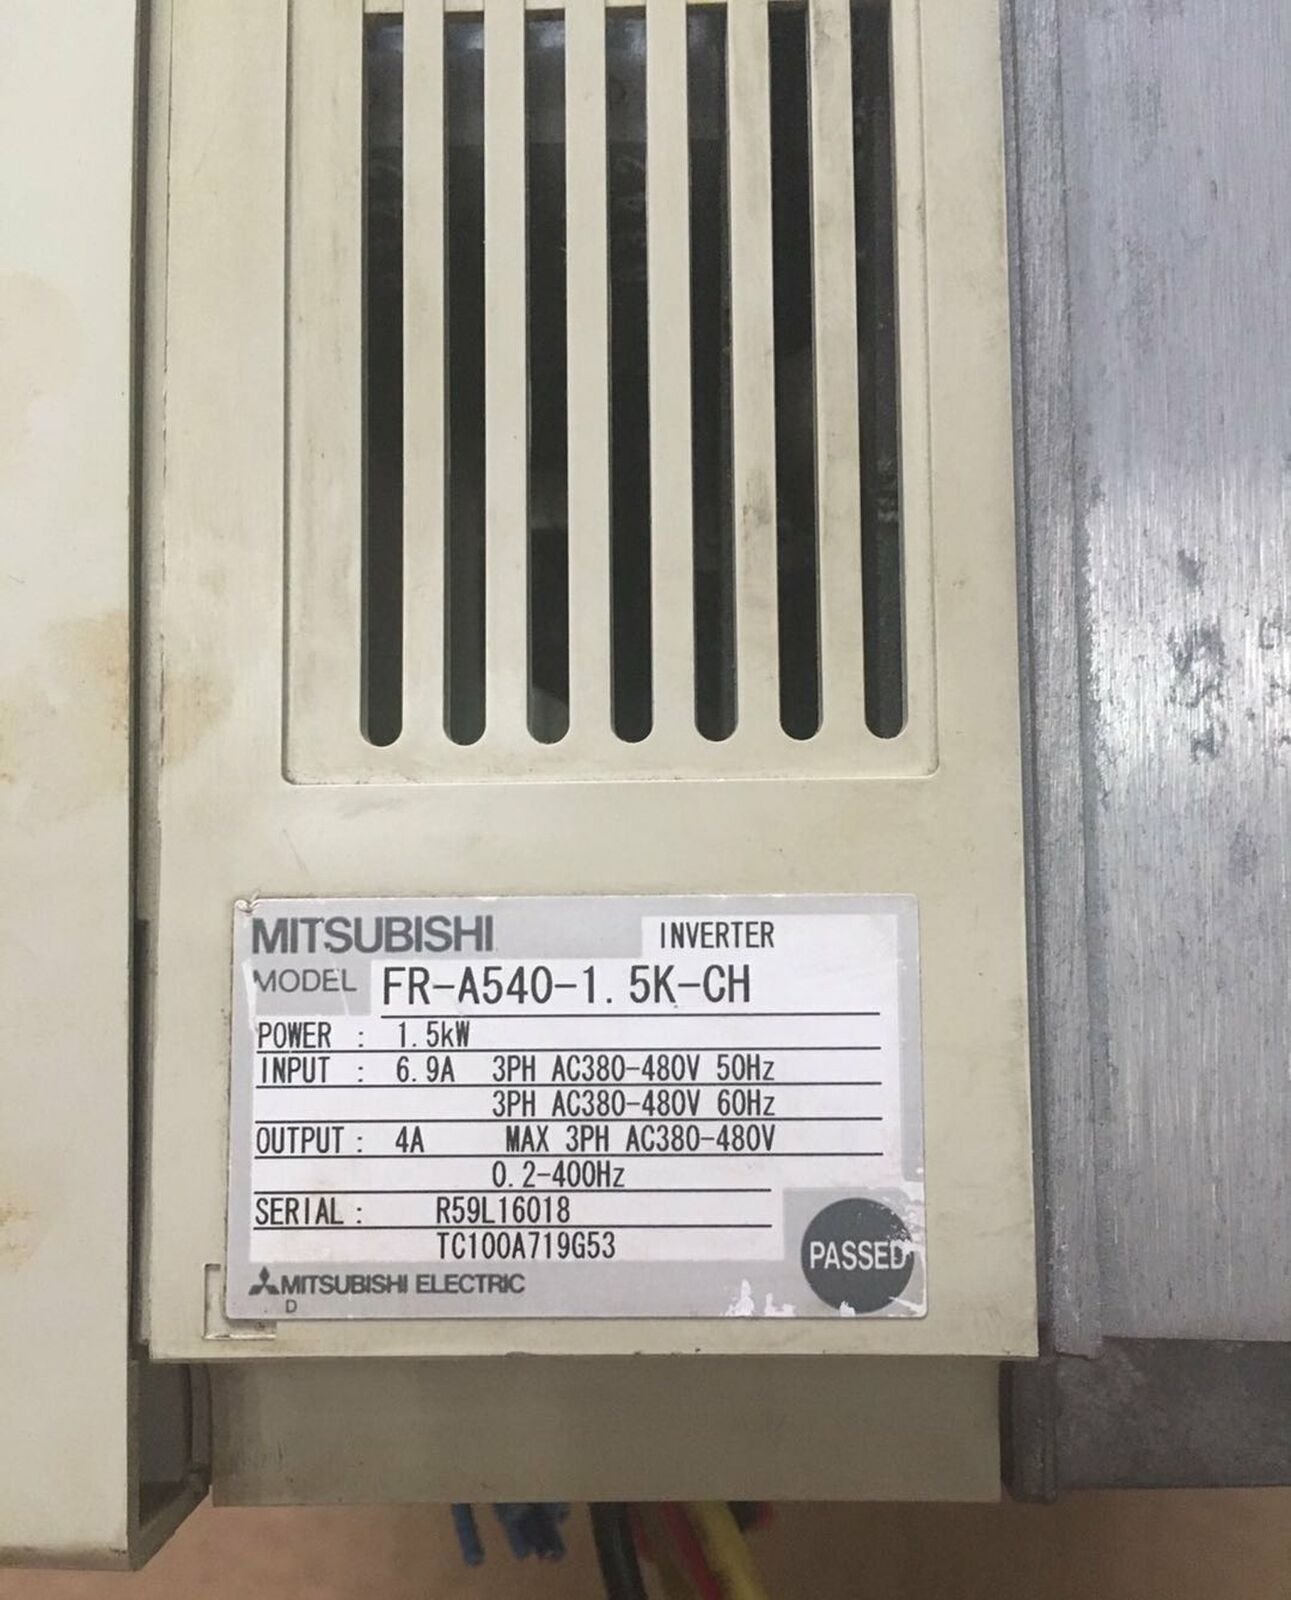 MITSUBISHI INVERTER
MODEL FR-A540-1.5K-CH
POWER : 1.5kW
INPUT : 6.9A 3PH AC380-480V 50Hz
3PH AC380-480V 60Hz
OUTPUT : 4A MAX 3PH AC380-480V
0.2-400Hz
SERIAL : R59L16018
TC100A719G53
PASSED
MITSUBISHI ELECTRIC
D